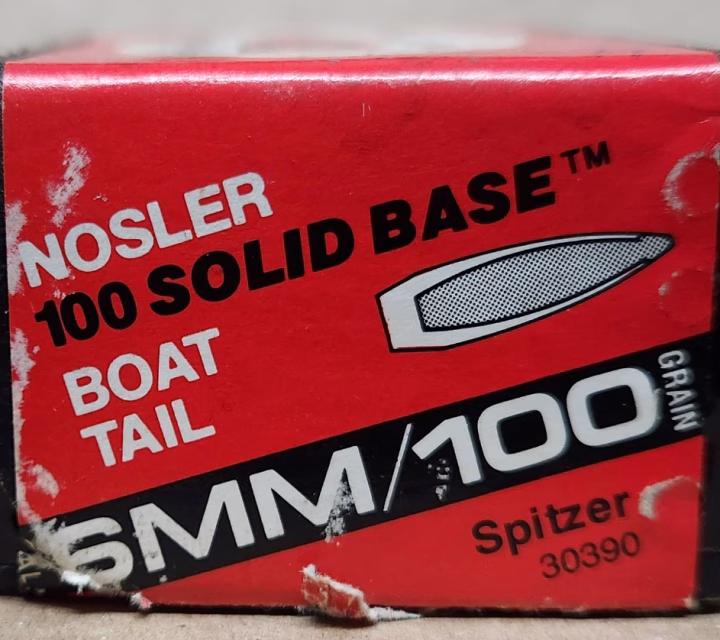 NOSLER
100 SOLID BASE™
BOAT
TAIL
6MM/100
GRAIN
Spitzer
30390